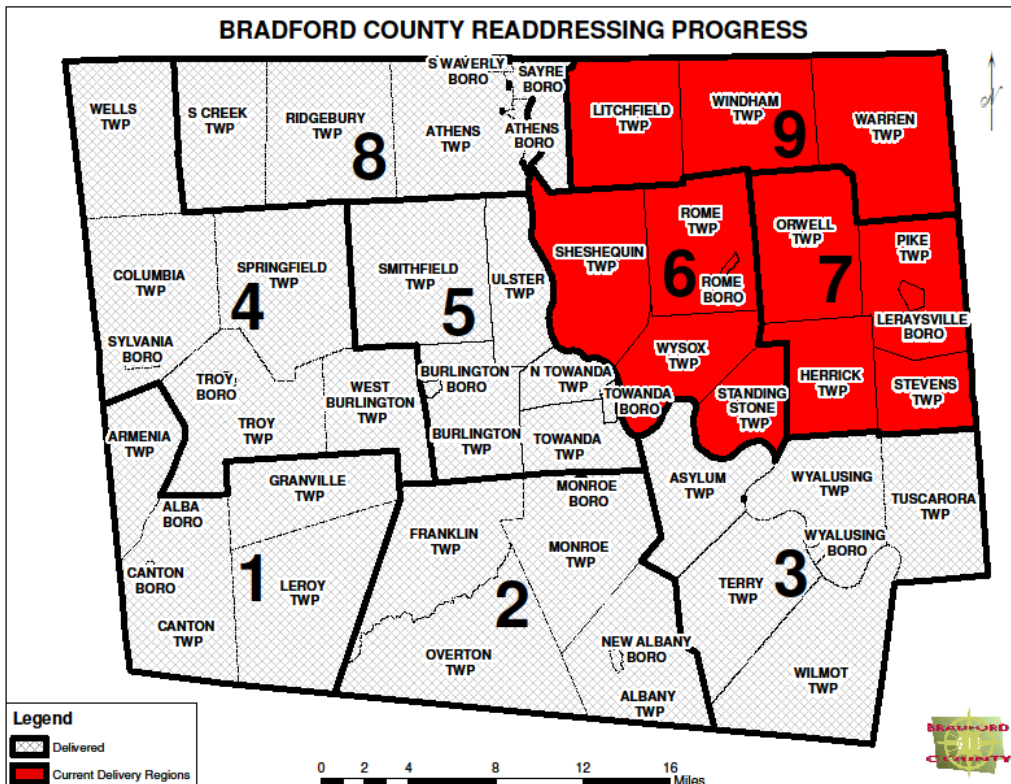 BRADFORD COUNTY READDRESSING PROGRESS
N
S WAVERLY
BORO
SAYRE
BORO
WELLS
TWP
S CREEK
TWP
RIDGEBURY
TWP
8
ATHENS
TWP
ATHENS
BORO
LITCHFIELD
TWP
WINDHAM
TWP
9
WARREN
TWP
COLUMBIA
TWP
SPRINGFIELD
TWP
4
SMITHFIELD
TWP
5
ULSTER
TWP
SHESHEQUIN
TWP
ROME
TWP
6
ROME
BORO
ORWELL
TWP
7
PIKE
TWP
LERAYSVILLE
BORO
SYLVANIA
BORO
TROY
BORO
TROY
TWP
WEST
BURLINGTON
TWP
BURLINGTON
BORO
BURLINGTON
TWP
N TOWANDA
TWP
TOWANDA
BORO
TOWANDA
TWP
WYSOX
TWP
STANDING
STONE
TWP
HERRICK
TWP
STEVENS
TWP
ARMENIA
TWP
ALBA
BORO
GRANVILLE
TWP
CANTON
BORO
1
LEROY
TWP
CANTON
TWP
FRANKLIN
TWP
MONROE
BORO
MONROE
TWP
2
OVERTON
TWP
NEW ALBANY
BORO
ALBANY
TWP
ASYLUM
TWP
WYALUSING
TWP
TUSCARORA
TWP
WYALUSING
BORO
TERRY
TWP
3
WILMOT
TWP
Legend
Delivered
Current Delivery Regions
0 2 4 8 12 16
Miles
BRADFORD
COUNTY